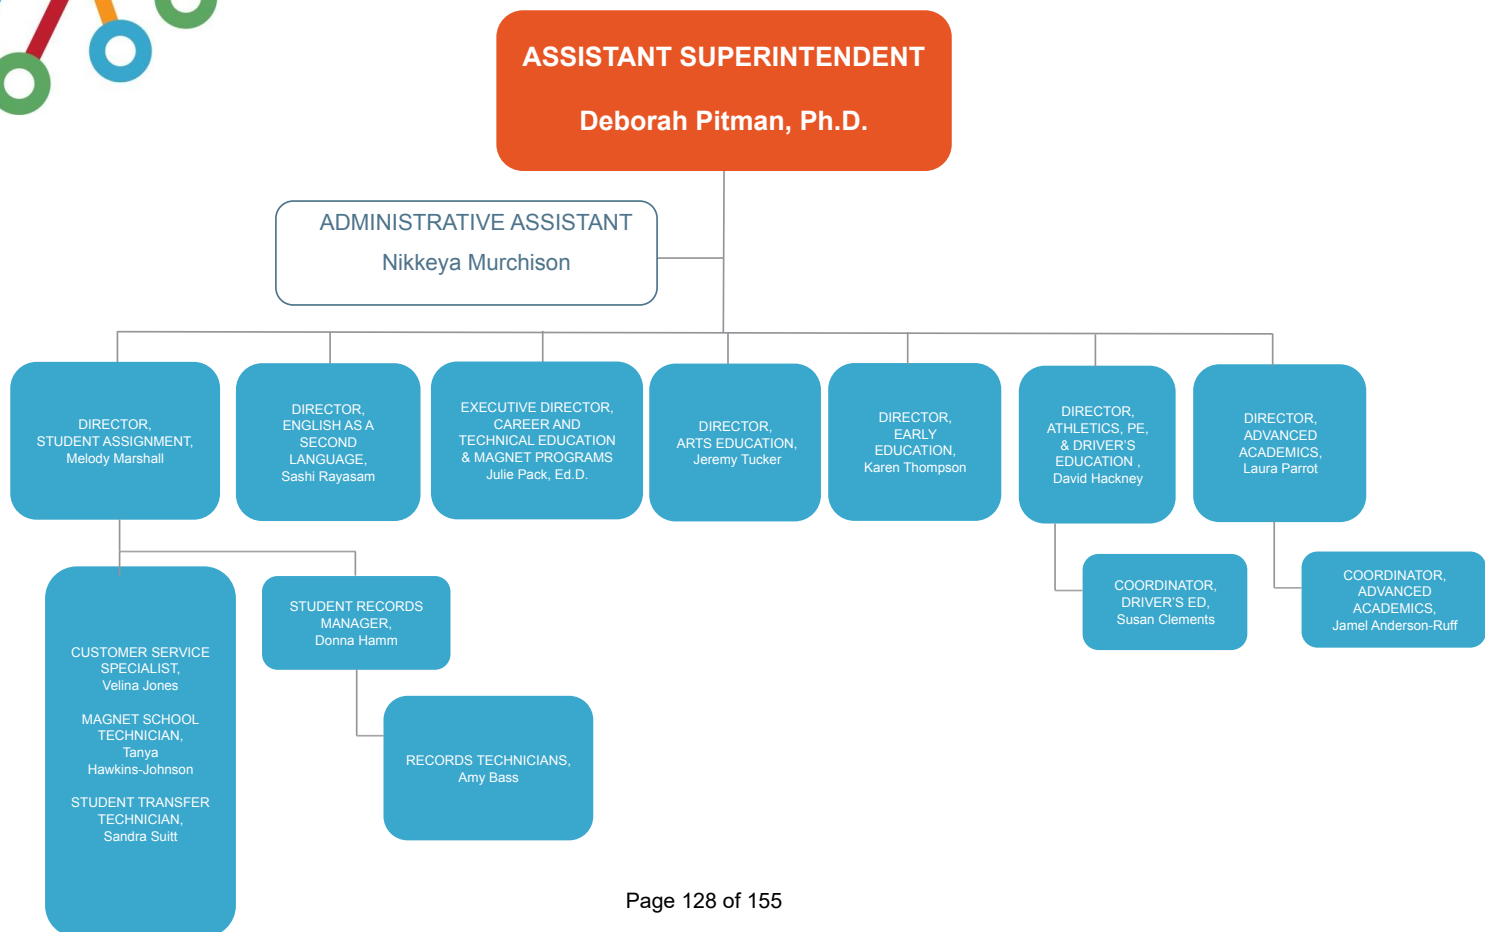 ASSISTANT SUPERINTENDENT
Deborah Pitman, Ph.D.
ADMINISTRATIVE ASSISTANT
Nikkeya Murchison
DIRECTOR,
STUDENT ASSIGNMENT,
Melody Marshall
DIRECTOR,
ENGLISH AS A
SECOND
LANGUAGE,
Sashi Rayasam
EXECUTIVE DIRECTOR,
CAREER AND
TECHNICAL EDUCATION
& MAGNET PROGRAMS
Julie Pack, Ed.D.
DIRECTOR,
ARTS EDUCATION,
Jeremy Tucker
DIRECTOR,
EARLY
EDUCATION,
Karen Thompson
DIRECTOR,
ATHLETICS, PE,
& DRIVER’S
EDUCATION ,
David Hackney
DIRECTOR,
ADVANCED
ACADEMICS,
Laura Parrot
CUSTOMER SERVICE
SPECIALIST,
Velina Jones
MAGNET SCHOOL
TECHNICIAN,
Tanya
Hawkins-Johnson
STUDENT TRANSFER
TECHNICIAN,
Sandra Suitt
STUDENT RECORDS
MANAGER,
Donna Hamm
RECORDS TECHNICIANS,
Amy Bass
COORDINATOR,
DRIVER’S ED,
Susan Clements
COORDINATOR,
ADVANCED
ACADEMICS,
Jamel Anderson-Ruff
Page 128 of 155